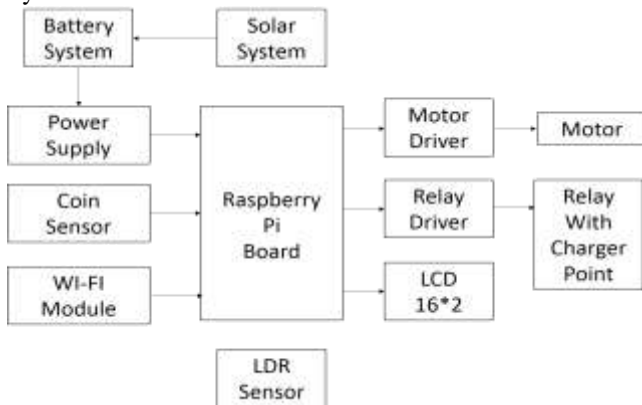 Battery
System
Solar
System
Power
Supply
Motor
Driver
Motor
Coin
Sensor
Raspberry
Pi
Board
Relay
Driver
Relay
With
Charger
Point
WI-FI
Module
LCD
16*2
LDR
Sensor